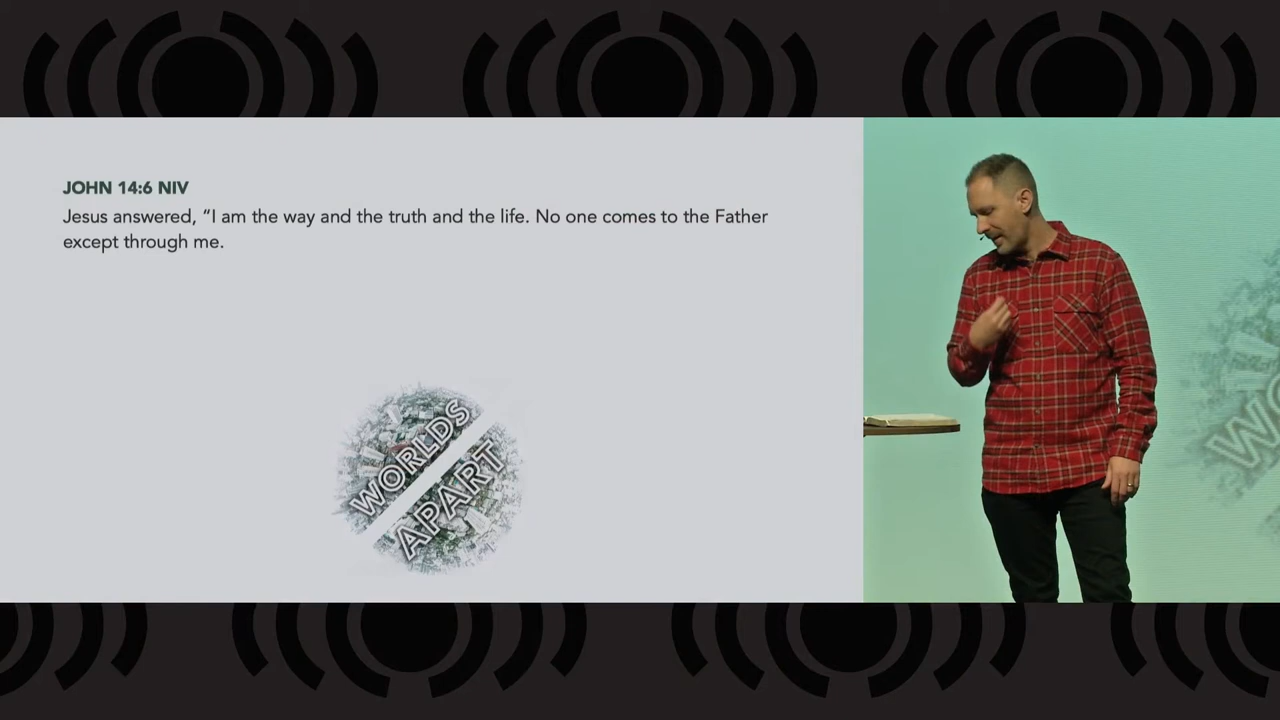 JOHN 14:6 NIV
Jesus answered, “I am the way and the truth and the life. No one comes to the Father
except through me.
WORLDS
APART
WO